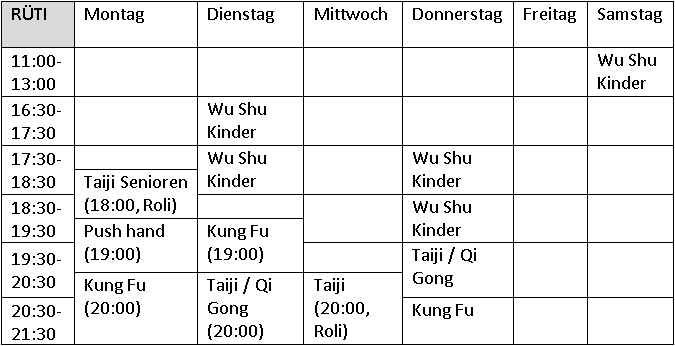 RÜTI Montag Dienstag Mittwoch Donnerstag Freitag Samstag
11:00- Wu Shu
13:00 Kinder
16:30- Wu Shu
17:30 Kinder
17:30- Wu Shu Wu Shu
18:30 Taiji Senioren Kinder Kinder
18:30- (18:00, Roli) Wu Shu
19:30 Push hand Kung Fu Kinder
19:30- (19:00) (19:00) Taiji / Qi
20:30 Kung Fu Taiji / Qi Taiji Gong
20:30- (20:00) Gong (20:00, Kung Fu
21:30 (20:00) Roli)